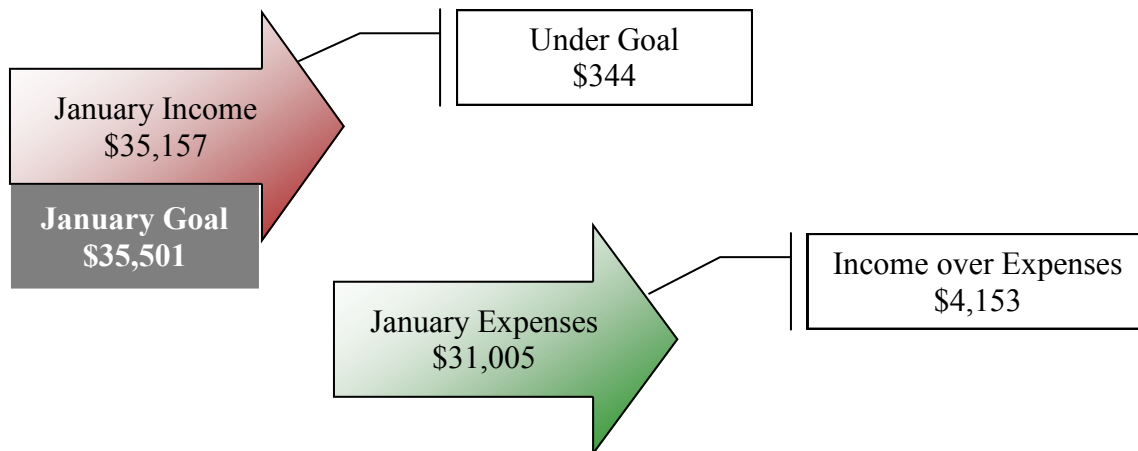 January Income
$35,157
Under Goal
$344
January Goal
$35,501
January Expenses
$31,005
Income over Expenses
$4,153